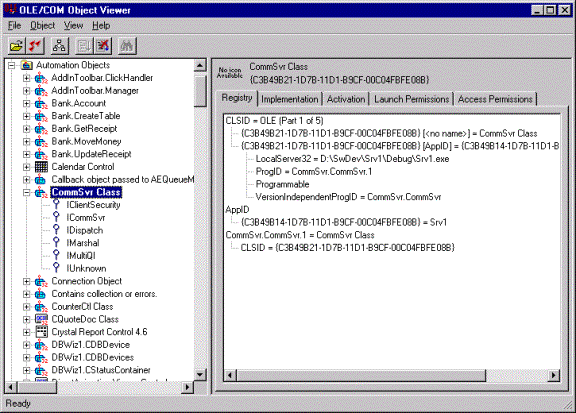 OLE/COM Object Viewer
File Object View Help
Automation Objects
AddInToolbar.ClickHandler
AddInToolbar.Manager
Bank.Account
Bank.CreateTable
Bank.GetReceipt
Bank.MoveMoney
Bank.UpdateReceipt
Calendar Control
Callback object passed to AEQueueM
CommSvr Class
IClientSecurity
ICommSvr
IDispatch
IMarshal
IMultiQI
IUnknown
Connection Object
Contains collection or errors.
CounterCtl Class
CQuoteDoc Class
Crystal Report Control 4.6
DBWiz1.CDBDevice
DBWiz1.CDBDevices
DBWiz1.CStatusContainer
No icon
Available
CommSvr Class
{C3B49B21-1D7B-11D1-B9CF-00C04FBFE08B}
Registry Implementation Activation Launch Permissions Access Permissions
CLSID = OLE (Part 1 of 5)
{C3B49B21-1D7B-11D1-B9CF-00C04FBFE08B} [<no name>] = CommSvr Class
{C3B49B21-1D7B-11D1-B9CF-00C04FBFE08B} [AppID] = {C3B49B14-1D7B-11D1-B
LocalServer32 = D:\SwDev\Srv1\Debug\Srv1.exe
ProgID = CommSvr.CommSvr.1
Programmable
VersionIndependentProgID = CommSvr.CommSvr
AppID
{C3B49B14-1D7B-11D1-B9CF-00C04FBFE08B} = Srv1
CommSvr.CommSvr.1 = CommSvr Class
CLSID = {C3B49B21-1D7B-11D1-B9CF-00C04FBFE08B}
Ready